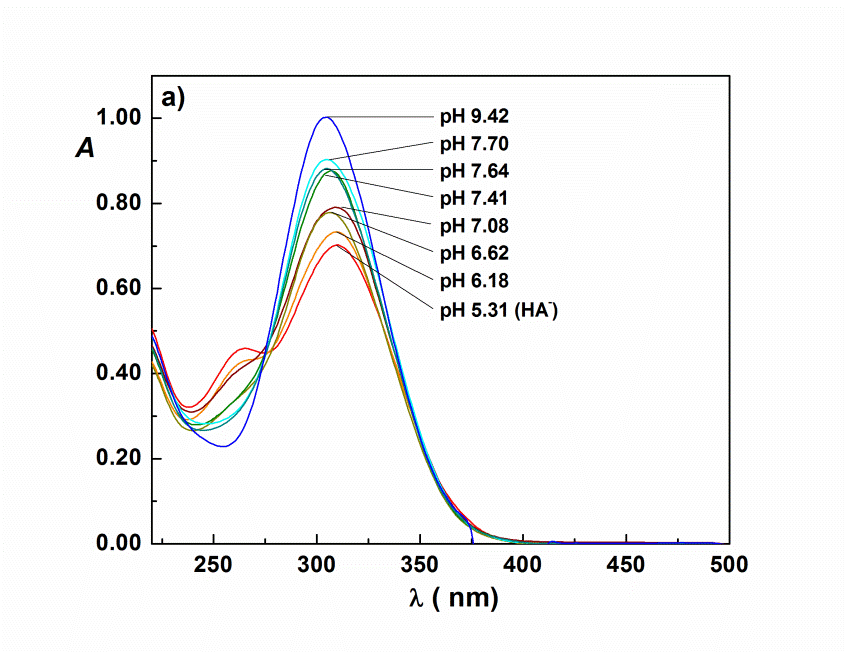 a)
A
1.00
0.80
0.60
0.40
0.20
0.00
pH 9.42
pH 7.70
pH 7.64
pH 7.41
pH 7.08
pH 6.62
pH 6.18
pH 5.31 (HA⁻)
250 300 350 400 450 500
λ ( nm)